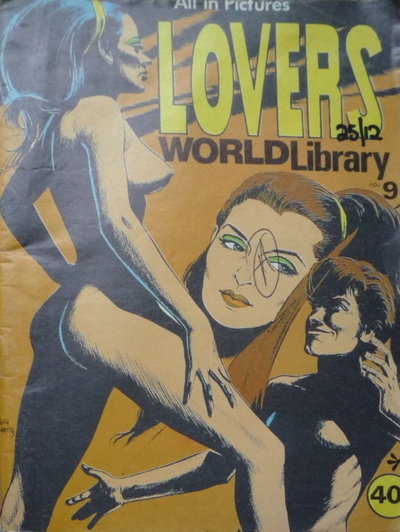 All in Pictures
LOVERS
25/12
WORLD Library
NO. 9
40